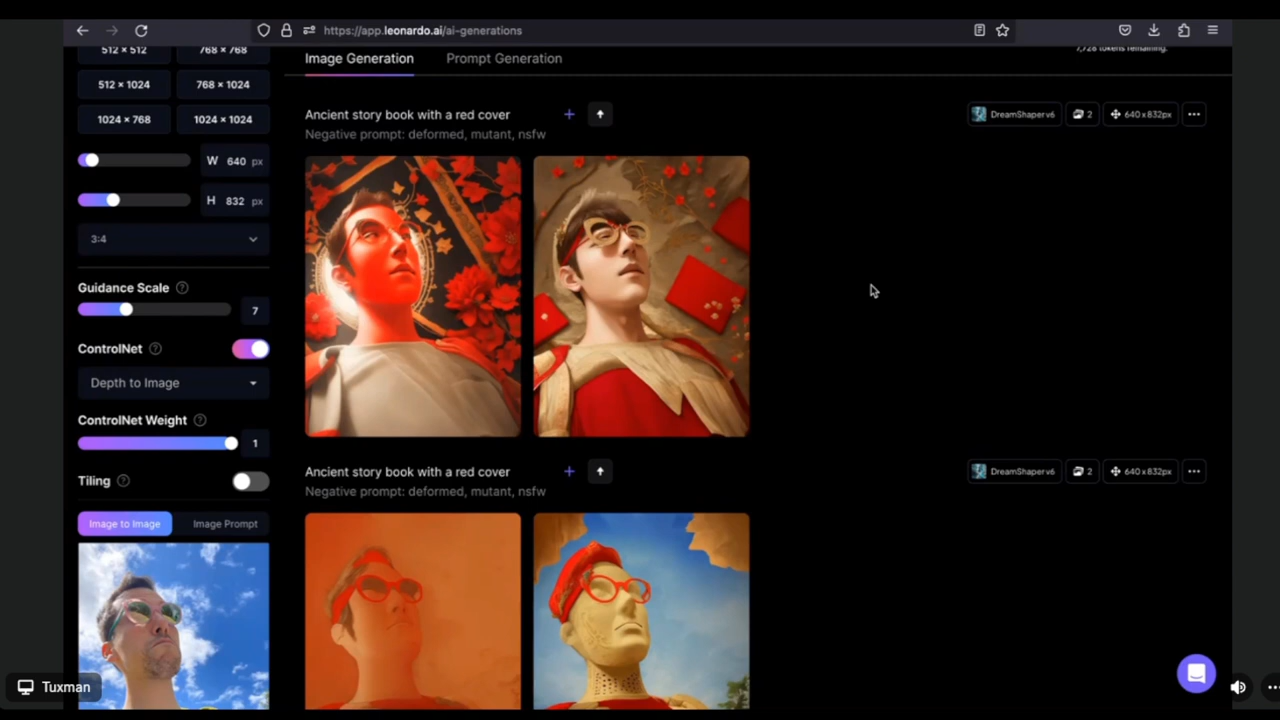 https://app.leonardo.ai/ai-generations
512 × 512
768 × 768
512 × 1024
768 × 1024
1024 × 768
1024 × 1024
W 640 px
H 832 px
3:4
Guidance Scale ?
7
ControlNet ?
Depth to Image
ControlNet Weight ?
1
Tiling ?
Image to Image
Image Prompt
Tuxman
Image Generation
Prompt Generation
7,728 tokens remaining.
Ancient story book with a red cover
Negative prompt: deformed, mutant, nsfw
DreamShaper v6
2
640 x 832px
Ancient story book with a red cover
Negative prompt: deformed, mutant, nsfw
DreamShaper v6
2
640 x 832px